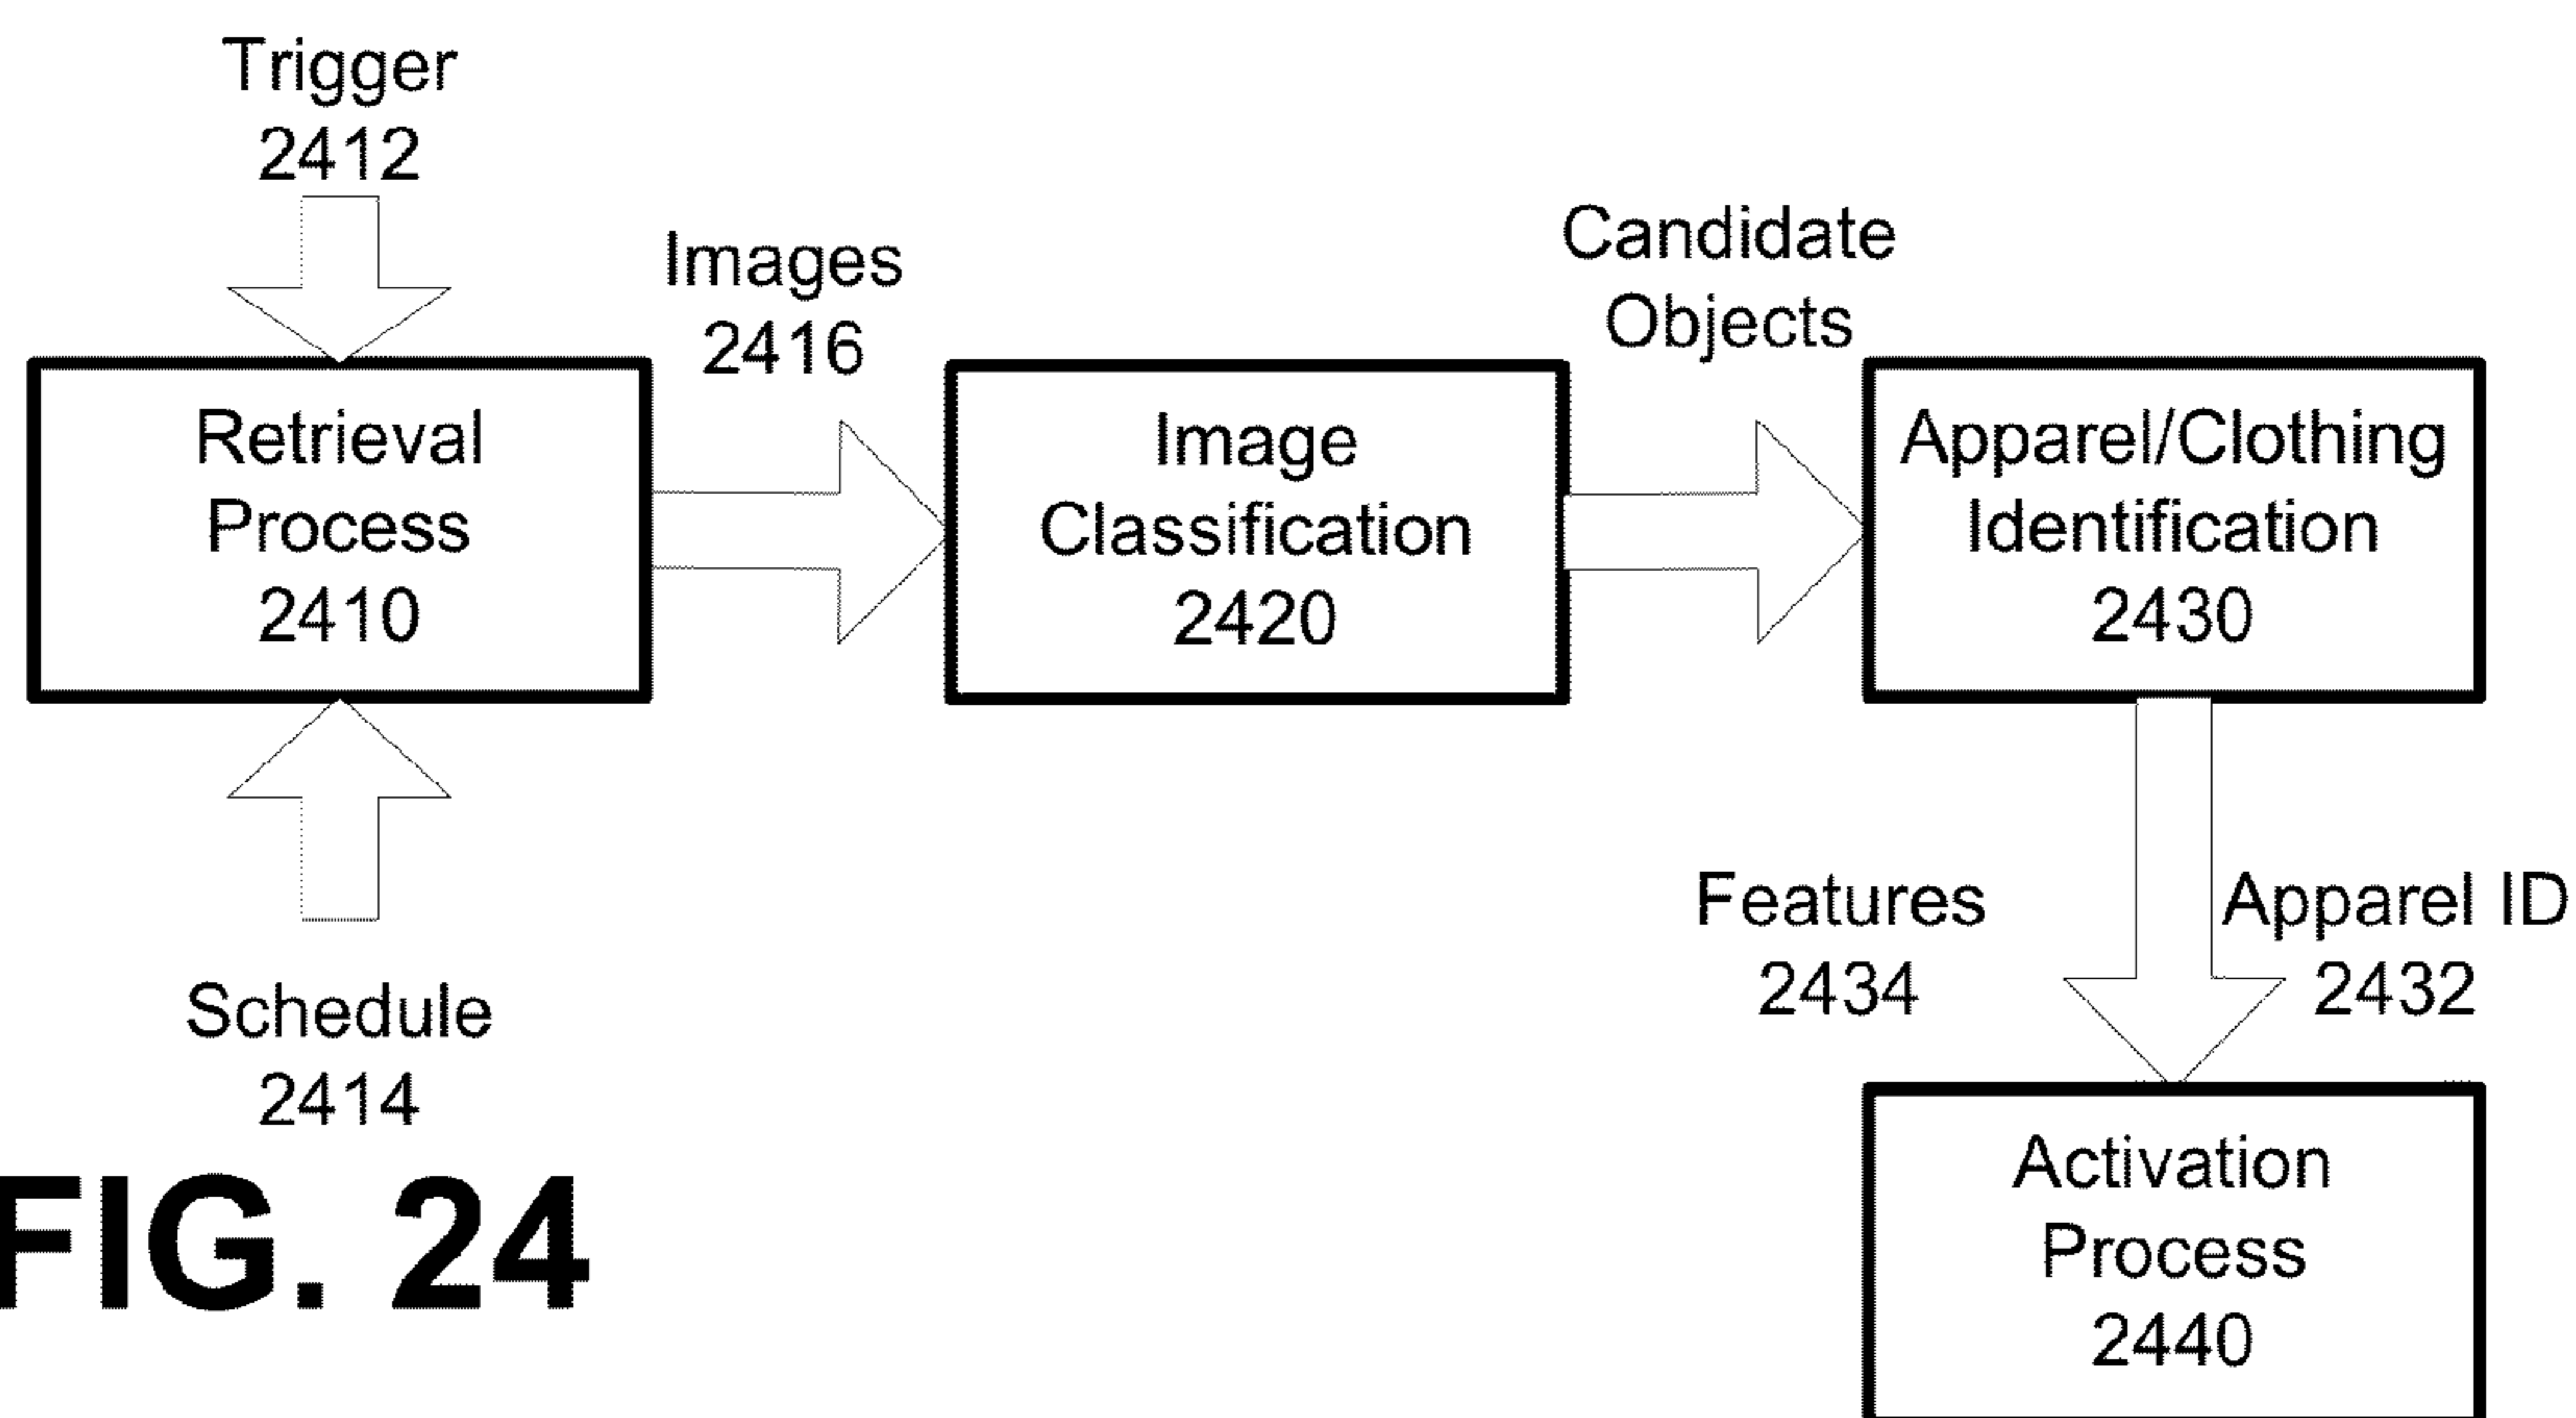 Trigger
2412
Images
2416
Candidate
Objects
Retrieval
Process
2410
Image
Classification
2420
Apparel/Clothing
Identification
2430
Features
2434
Apparel ID
2432
Schedule
2414
Activation
Process
2440
FIG. 24